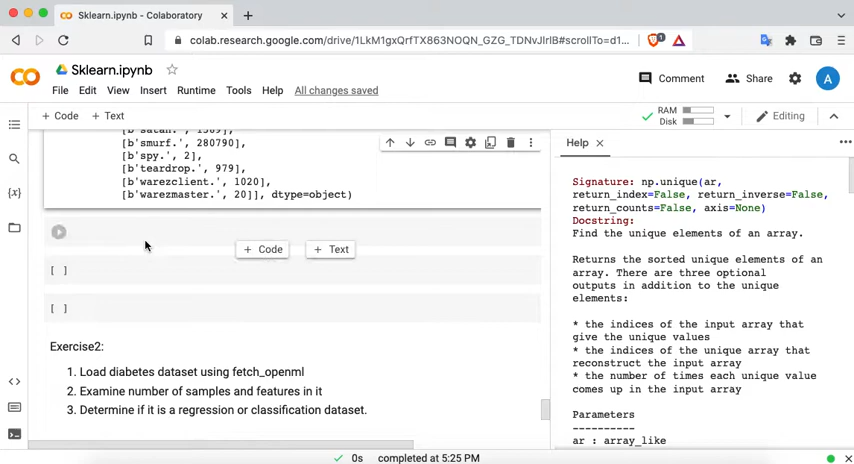 Sklearn.ipynb - Colaboratory
colab.research.google.com/drive/1LkM1gxQrfTX863NOQN_GZG_TDNvJlrlB#scrollTo=d1...
1
Sklearn.ipynb
Comment
Share
A
File Edit View Insert Runtime Tools Help All changes saved
+ Code + Text
RAM
Disk
Editing
{x}
[b'satan.', 1589],
[b'smurf.', 280790]
[b'spy.', 2],
[b'teardrop.', 979],
[b'warezclient.', 1020],
[b'warezmaster.', 20]], dtype=object)
+ Code
+ Text
[ ]
[ ]
Exercise2:
1. Load diabetes dataset using fetch_openml
2. Examine number of samples and features in it
3. Determine if it is a regression or classification dataset.
Help
Signature: np.unique(ar,
return_index=False, return_inverse=False,
return_counts=False, axis=None)
Docstring:
Find the unique elements of an array.
Returns the sorted unique elements of an
array. There are three optional
outputs in addition to the unique
elements:
* the indices of the input array that
give the unique values
* the indices of the unique array that
reconstruct the input array
* the number of times each unique value
comes up in the input array
Parameters
----------
ar : array_like
0s completed at 5:25 PM